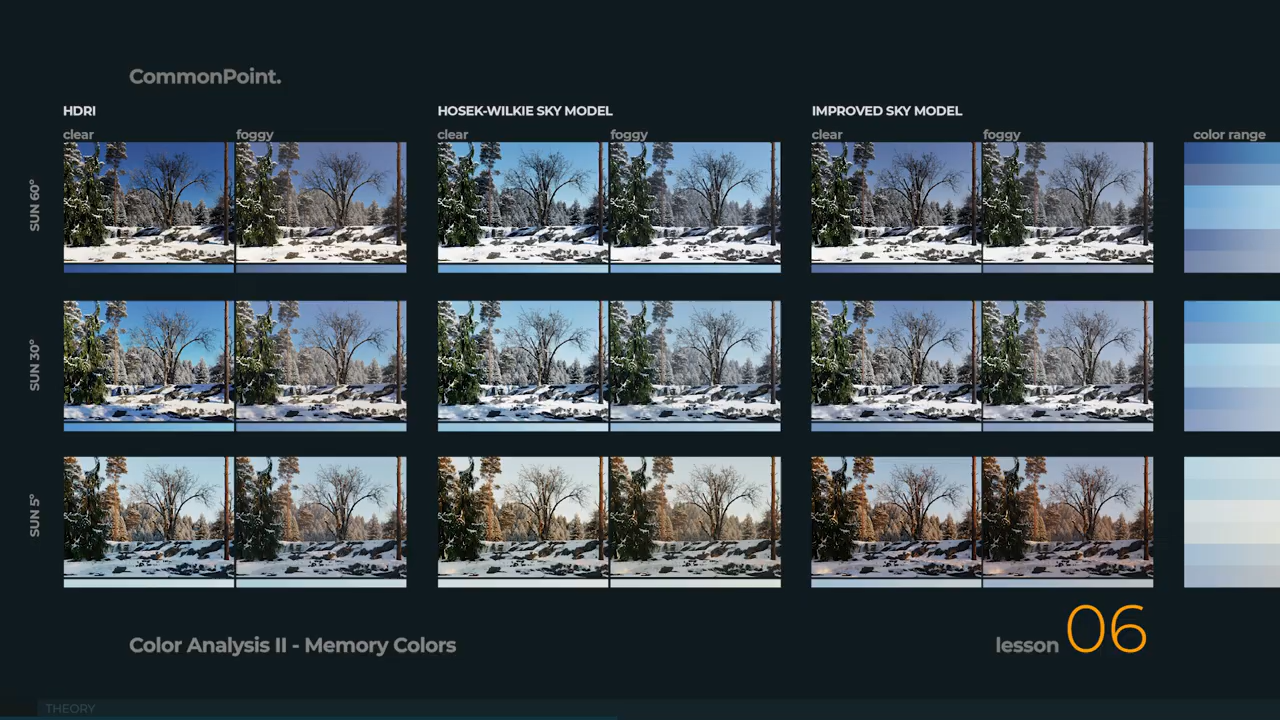 CommonPoint.
HDRI
HOSEK-WILKIE SKY MODEL
IMPROVED SKY MODEL
clear
foggy
clear
foggy
clear
foggy
color range
SUN 60°
SUN 30°
SUN 5°
Color Analysis II - Memory Colors
lesson 06
THEORY